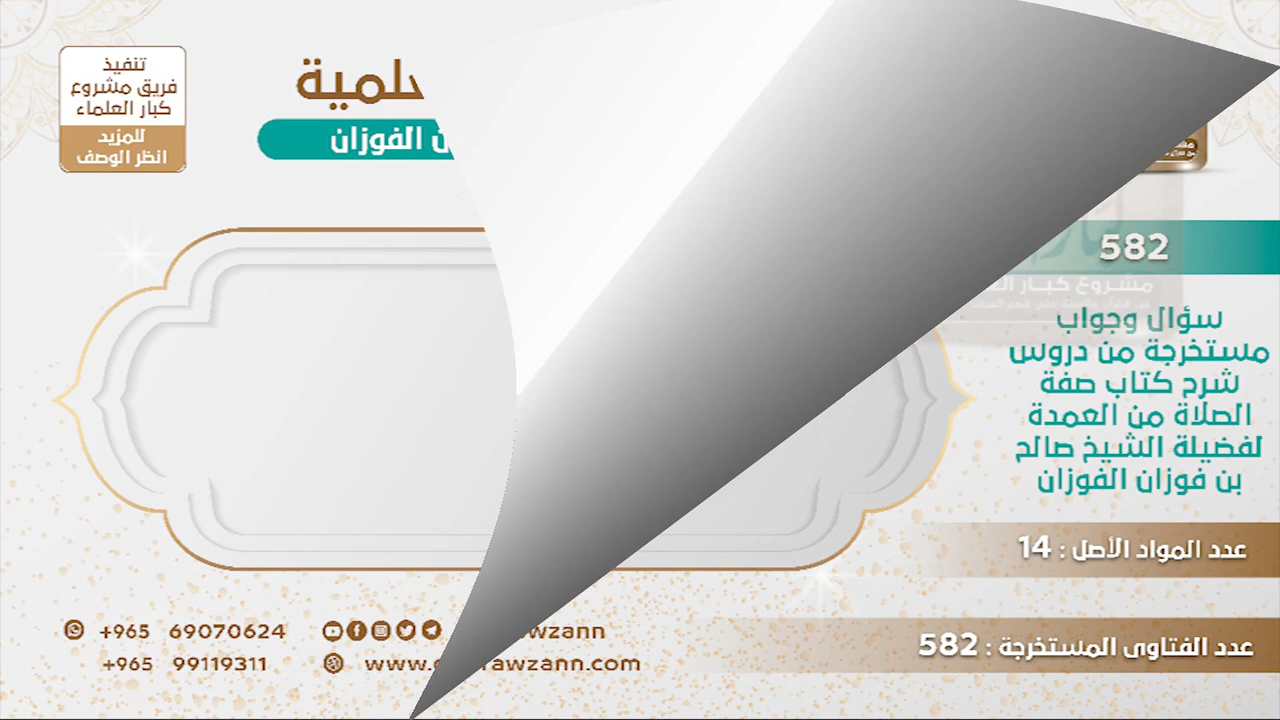 تنفيذ
فريق مشروع
كبار العلماء
للمزيد
انظر الوصف
الفوزان
582
مشروع كبار
سؤال وجواب
مستخرجة من دروس
شرح كتاب صفة
الصلاة من العمدة
لفضيلة الشيخ صالح
بن فوزان الفوزان
عدد المواد الأصل : 14
عدد الفتاوى المستخرجة : 582
+965 69070624
+965 99119311